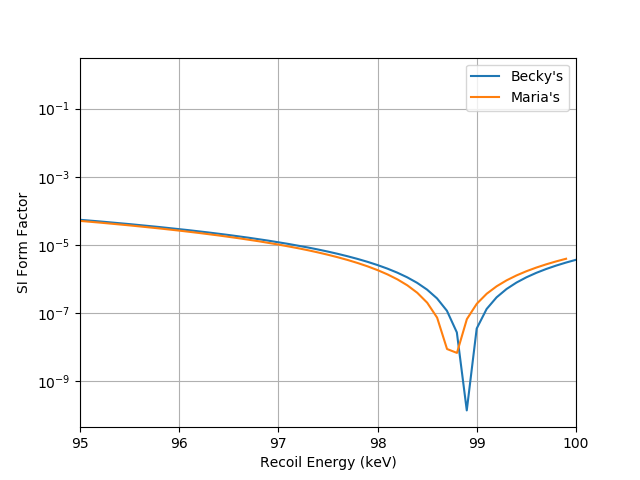 Becky's
Maria's
SI Form Factor
10⁻¹
10⁻³
10⁻⁵
10⁻⁷
10⁻⁹
95 96 97 98 99 100
Recoil Energy (keV)